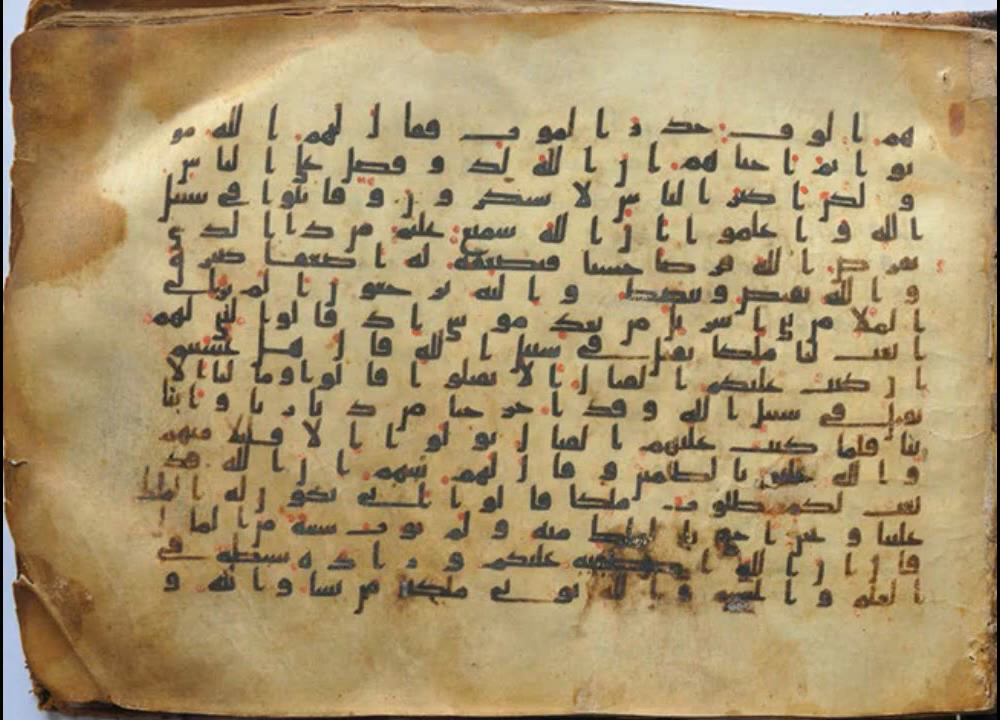 هم الوف حذر الموت فقال لهم الله مو
توا ثم احياهم ان الله لذو فضل على الناس
ولكن اكثر الناس لا يشكرون وقاتلوا في سبيل
الله واعلموا ان الله سميع عليم من ذا الذي
يقرض الله قرضا حسنا فيضعفه له اضعفا كثيرة
والله يقبض ويبصط واليه ترجعون الم تر الى
الملا من بني اسريل من بعد موسى اذ قالوا لنبي لهم
ابعث لنا ملكا نقتل في سبيل الله قال هل عسيتم
ان كتب عليكم القتال الا تقتلوا قالوا وما لنا الا
نقتل في سبيل الله وقد اخرجنا من ديرنا وابنا
ينا فلما كتب عليهم القتال تولوا الا قليلا منهم
والله عليم بالظلمين وقال لهم نبيهم ان الله قد
بعث لكم طلوت ملكا قالوا انى يكون له الملك
علينا ونحن احق بالملك منه ولم يوت سعة من الما
قال ان الله اصطفيه عليكم وزاده بسطة في
العلم والجسم والله يوتي ملكه من يشا والله و